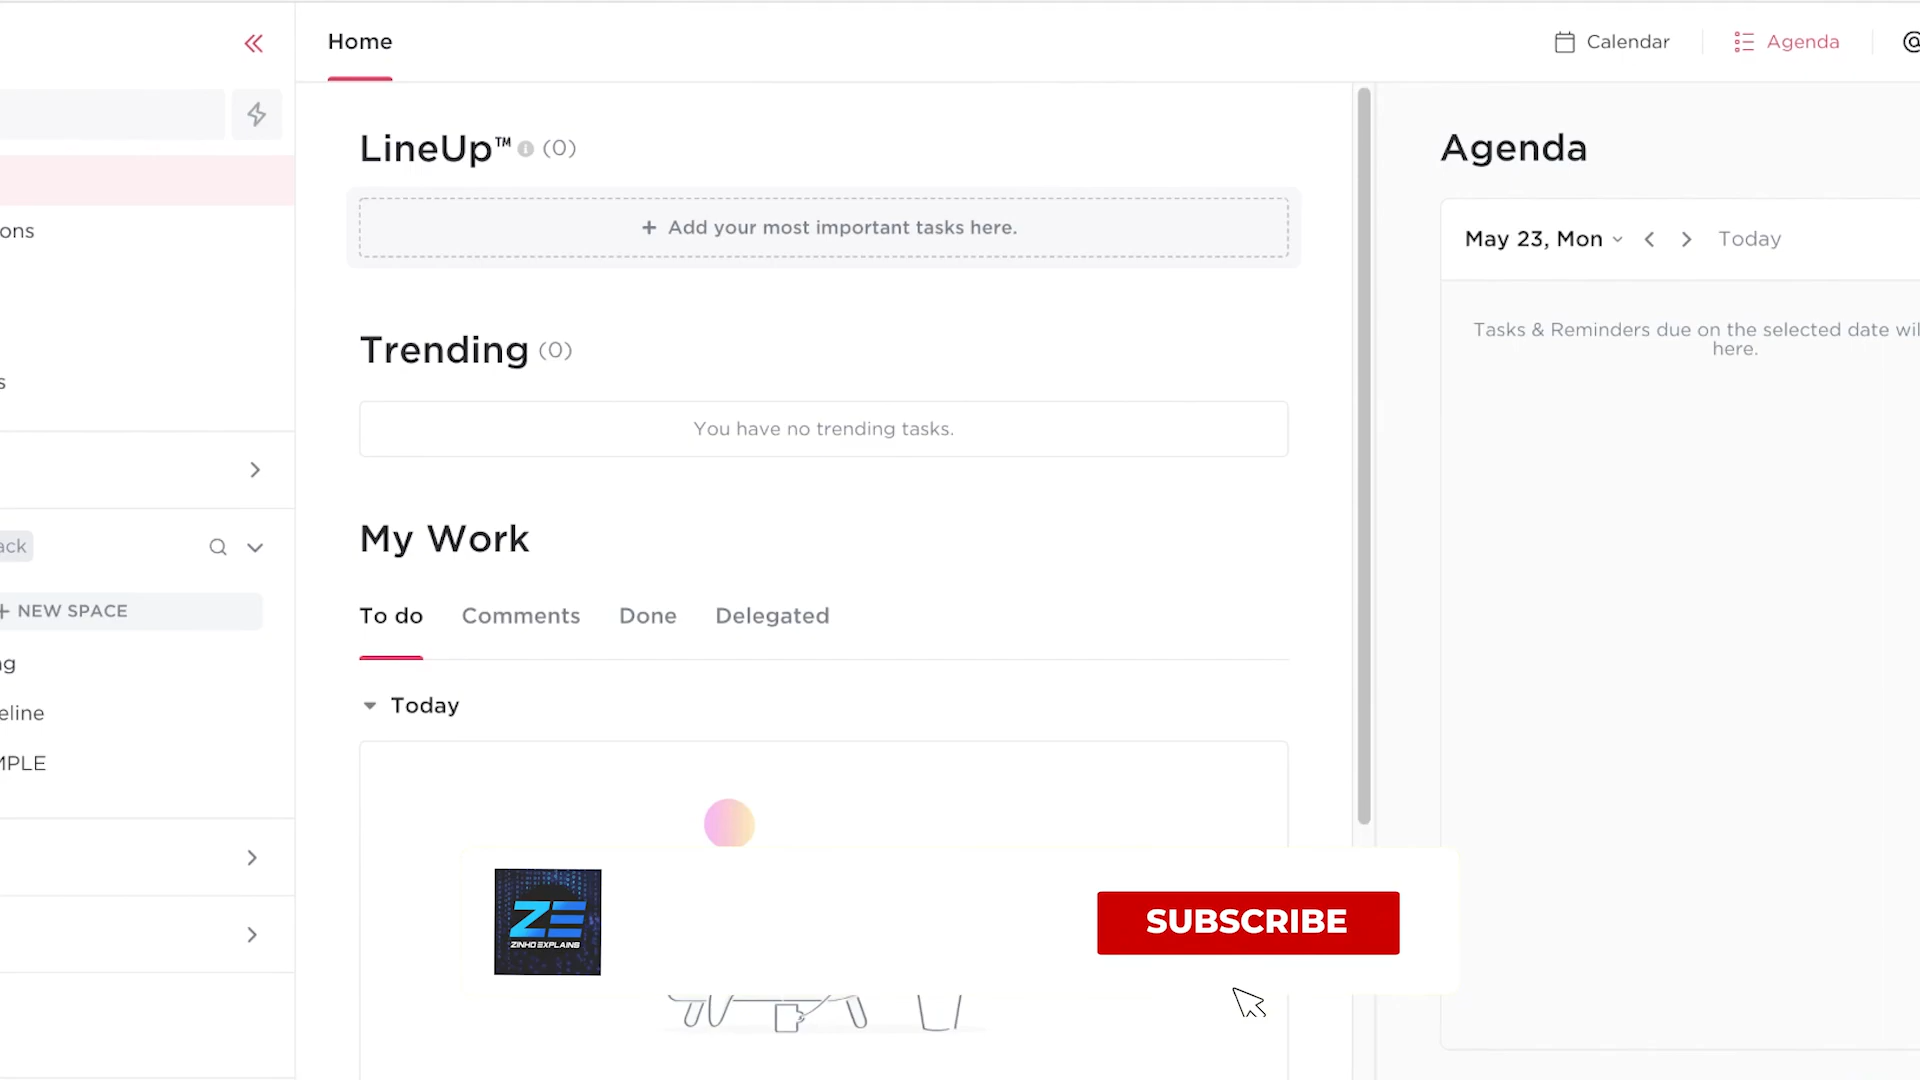 Home
Calendar
Agenda
LineUp™ (0)
+ Add your most important tasks here.
ons
s
Trending (0)
You have no trending tasks.
ack
+ NEW SPACE
ng
eline
MPLE
My Work
To do Comments Done Delegated
Today
Agenda
May 23, Mon
Today
Tasks & Reminders due on the selected date wil
here.
ZE
ZINHO EXPLAINS
SUBSCRIBE